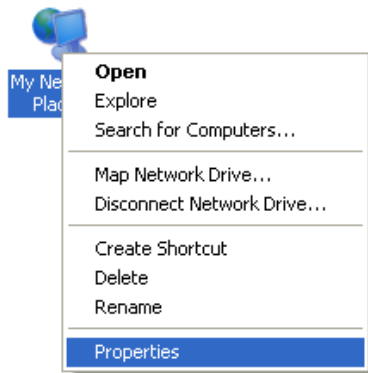 My Ne
Plac
Open
Explore
Search for Computers...
Map Network Drive...
Disconnect Network Drive...
Create Shortcut
Delete
Rename
Properties